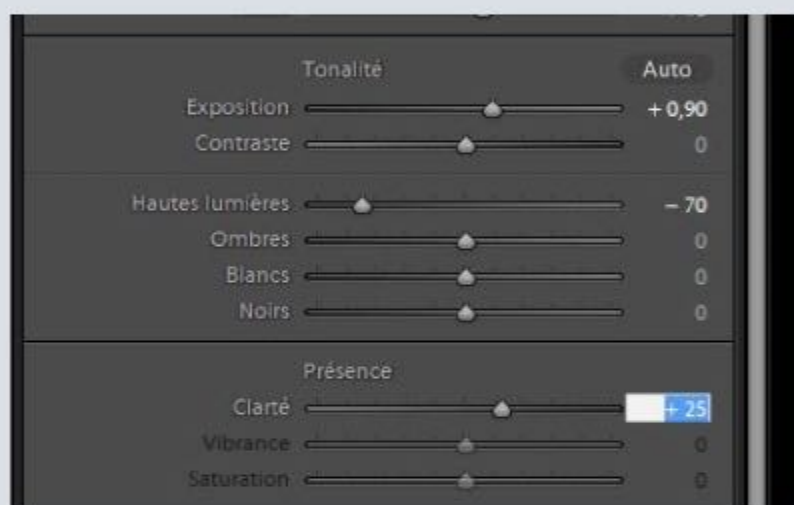 Tonalité Auto
Exposition + 0,90
Contraste 0
Hautes lumières − 70
Ombres 0
Blancs 0
Noirs 0
Présence
Clarté + 25
Vibrance 0
Saturation 0